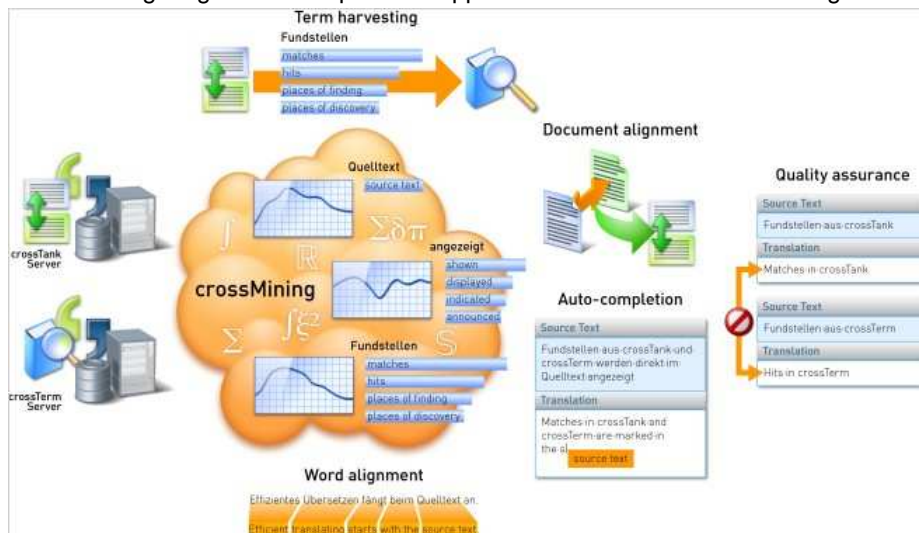 Term harvesting
Fundstellen
matches
hits
places of finding
places of discovery
Document alignment
Quality assurance
Source Text
Fundstellen aus crossTank
Translation
Matches in crossTank
Source Text
Fundstellen aus crossTerm
Translation
Hits in crossTerm
crossTank
Server
crossTerm
Server
crossMining
Quelltext
source text
∫
ℝ
Σδπ
angezeigt
shown
displayed
indicated
announced
Σ
∫ξ²
𝕊
Fundstellen
matches
hits
places of finding
places of discovery
Auto-completion
Source Text
Fundstellen aus crossTank und
crossTerm werden direkt im
Quelltext angezeigt
Translation
Matches in crossTank and
crossTerm are marked in
the s
source text
Word alignment
Effizientes Übersetzen fängt beim Quelltext an.
Efficient translating starts with the source text.